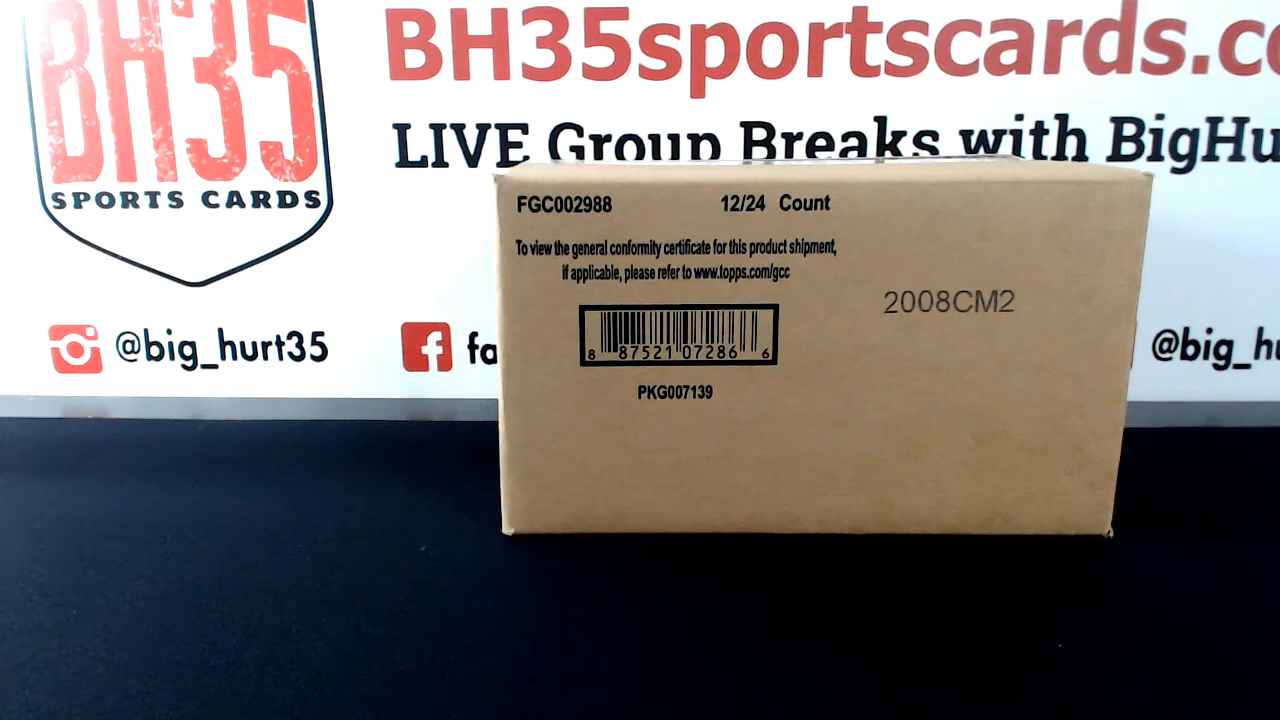 BH35
SPORTS CARDS
BH35sportscards.co
LIVE Group Breaks with BigHu
@big_hurt35
fa
@big_h
FGC002988
12/24 Count
To view the general conformity certificate for this product shipment,
if applicable, please refer to www.topps.com/gcc
2008CM2
8 87521 07286 6
PKG007139